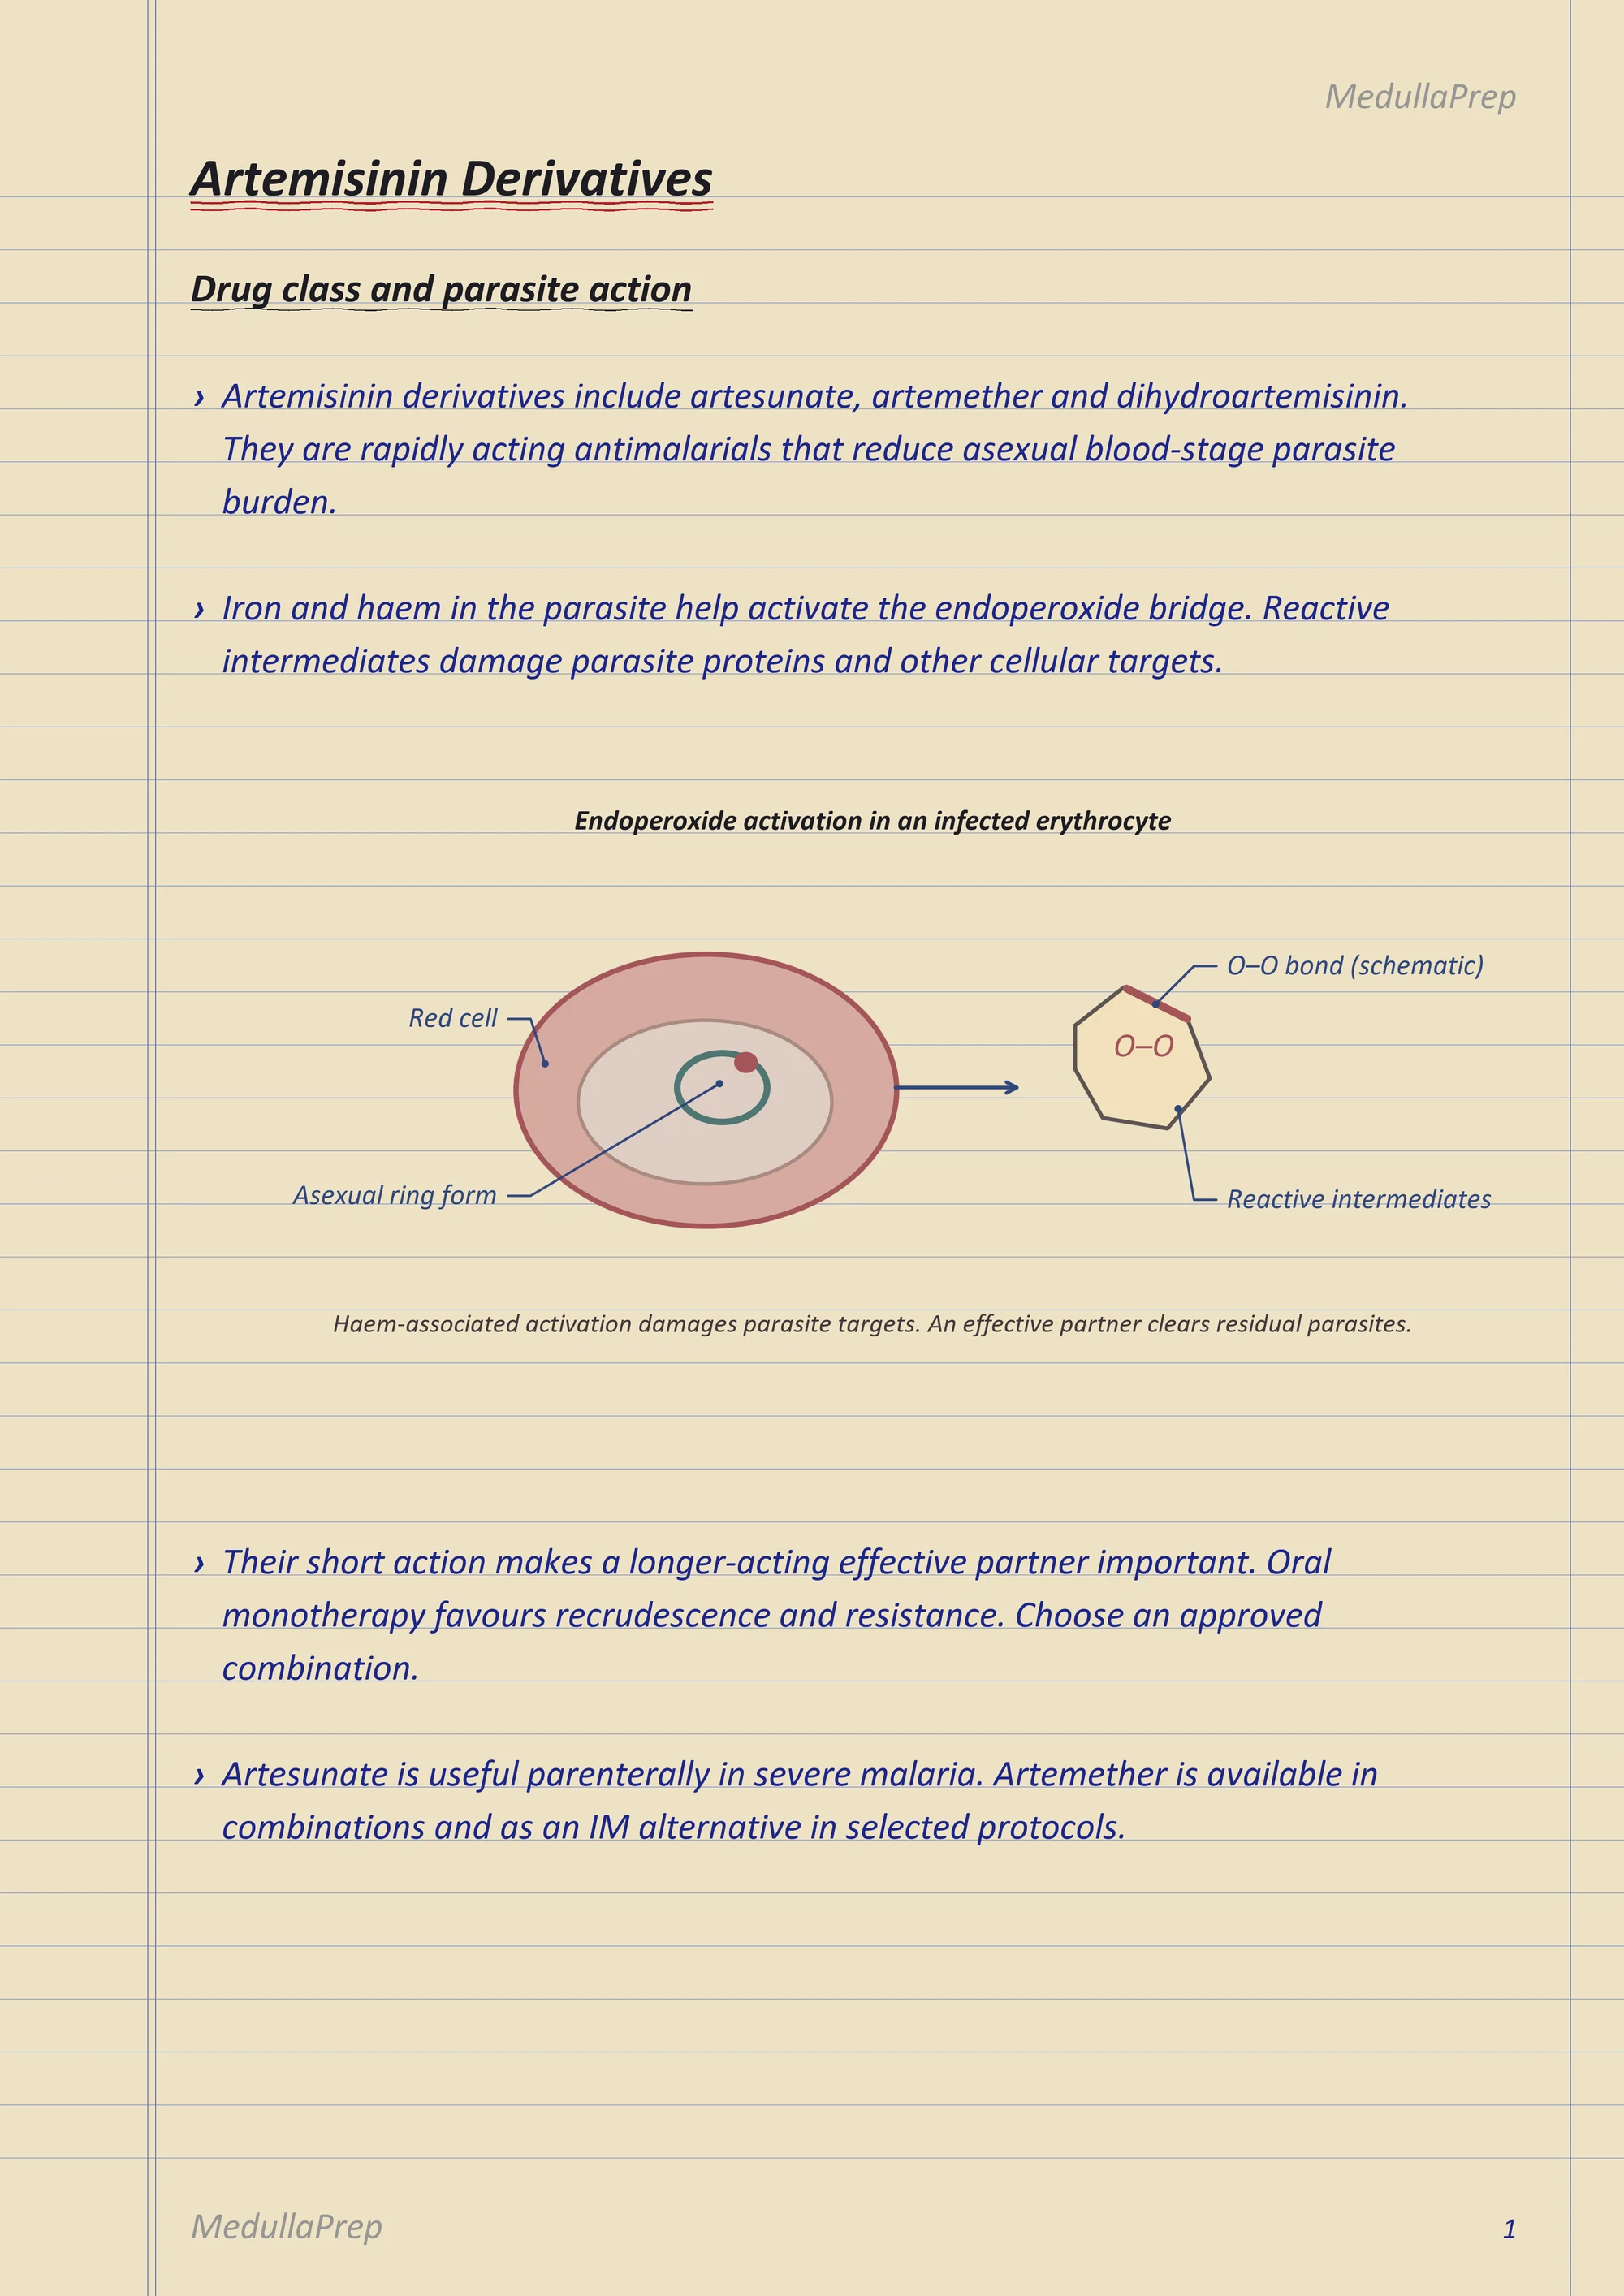 MedullaPrep
Artemisinin Derivatives
Drug class and parasite action
› Artemisinin derivatives include artesunate, artemether and dihydroartemisinin.
They are rapidly acting antimalarials that reduce asexual blood-stage parasite
burden.
› Iron and haem in the parasite help activate the endoperoxide bridge. Reactive
intermediates damage parasite proteins and other cellular targets.
Endoperoxide activation in an infected erythrocyte
O–O bond (schematic)
Red cell
O–O
Asexual ring form
Reactive intermediates
Haem-associated activation damages parasite targets. An effective partner clears residual parasites.
› Their short action makes a longer-acting effective partner important. Oral
monotherapy favours recrudescence and resistance. Choose an approved
combination.
› Artesunate is useful parenterally in severe malaria. Artemether is available in
combinations and as an IM alternative in selected protocols.
MedullaPrep
1